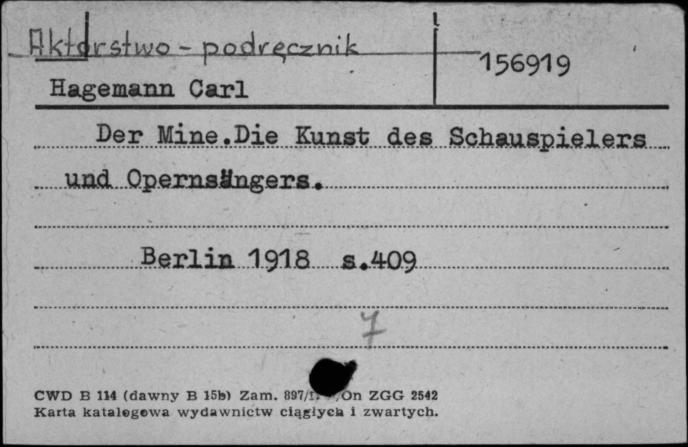 Aktorstwo - podręcznik
156919
Hagemann Carl
Der Mine.Die Kunst des Schauspielers
und Opernsängers.
Berlin 1918 s.409
7
CWD B 114 (dawny B 15b) Zam. 897/ /On ZGG 2542
Karta katalogowa wydawnictw ciągłych i zwartych.